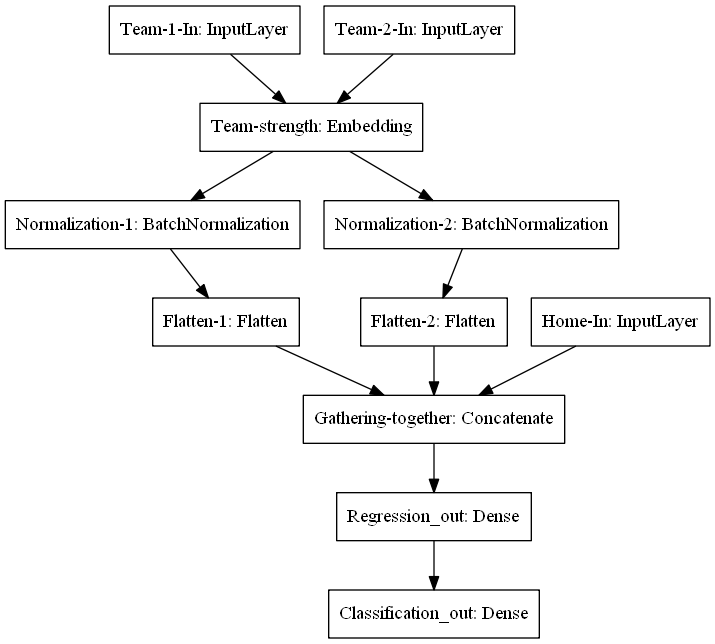 Team-1-In: InputLayer
Team-2-In: InputLayer
Team-strength: Embedding
Normalization-1: BatchNormalization
Normalization-2: BatchNormalization
Flatten-1: Flatten
Flatten-2: Flatten
Home-In: InputLayer
Gathering-together: Concatenate
Regression_out: Dense
Classification_out: Dense